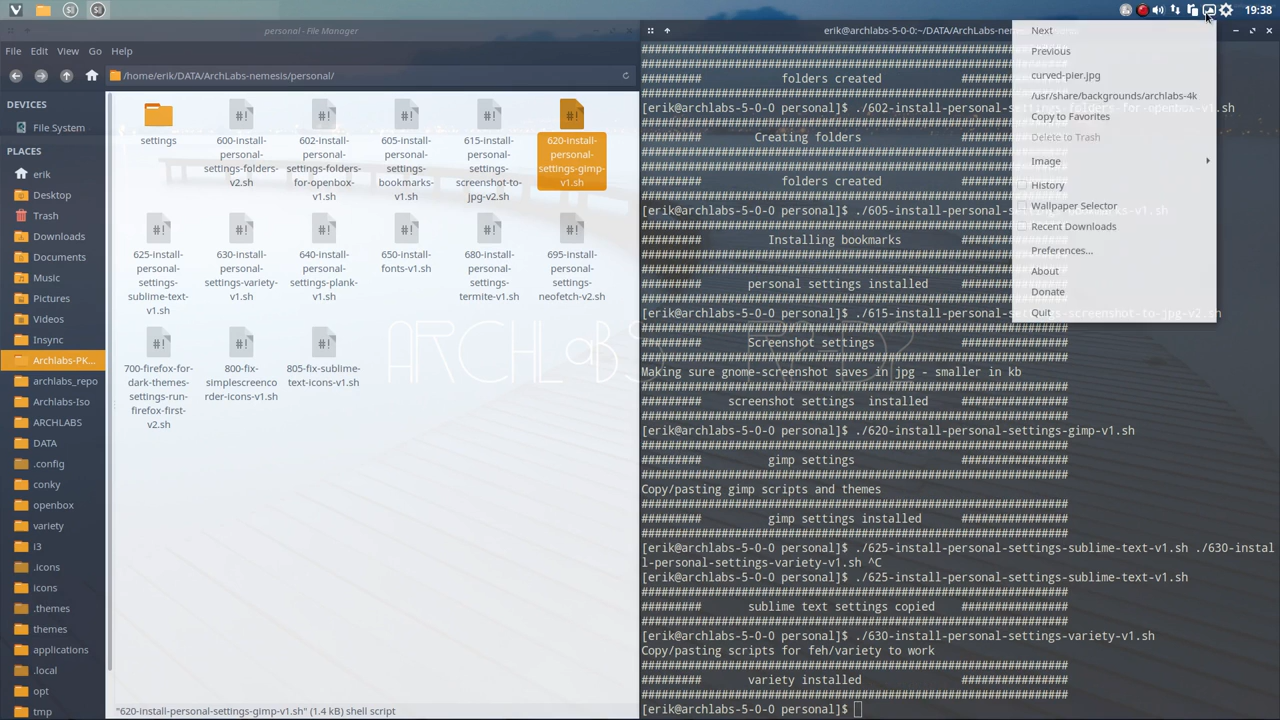 19:38
personal - File Manager
File Edit View Go Help
/home/erik/DATA/ArchLabs-nemesis/personal/
DEVICES
File System
PLACES
erik
Desktop
Trash
Downloads
Documents
Music
Pictures
Videos
Insync
Archlabs-PK...
archlabs_repo
Archlabs-Iso
ARCHLABS
DATA
.config
conky
openbox
variety
i3
.icons
icons
.themes
themes
applications
.local
opt
tmp
settings
600-install-
personal-
settings-folders-
v2.sh
602-install-
personal-
settings-folders-
for-openbox-
v1.sh
605-install-
personal-
settings-
bookmarks-
v1.sh
615-install-
personal-
settings-
screenshot-to-
jpg-v2.sh
620-install-
personal-
settings-gimp-
v1.sh
625-install-
personal-
settings-
sublime-text-
v1.sh
630-install-
personal-
settings-variety-
v1.sh
640-install-
personal-
settings-plank-
v1.sh
650-install-
fonts-v1.sh
680-install-
personal-
settings-
termite-v1.sh
695-install-
personal-
settings-
neofetch-v2.sh
700-firefox-for-
dark-themes-
settings-run-
firefox-first-
v2.sh
800-fix-
simplescreenco
rder-icons-v1.sh
805-fix-sublime-
text-icons-v1.sh
ARCHLABS
"620-install-personal-settings-gimp-v1.sh" (1.4 kB) shell script
erik@archlabs-5-0-0:~/DATA/ArchLabs-nem
################################################################
######### folders created ################
################################################################
[erik@archlabs-5-0-0 personal]$ ./602-install-personal-settings-folders-for-openbox-v1.sh
################################################################
######### Creating folders ################
################################################################
################################################################
######### folders created ################
################################################################
[erik@archlabs-5-0-0 personal]$ ./605-install-personal-settings-bookmarks-v1.sh
################################################################
######### Installing bookmarks ################
################################################################
################################################################
######### personal settings installed ################
################################################################
[erik@archlabs-5-0-0 personal]$ ./615-install-personal-settings-screenshot-to-jpg-v2.sh
################################################################
######### Screenshot settings ################
################################################################
Making sure gnome-screenshot saves in jpg - smaller in kb
################################################################
######### screenshot settings installed ################
################################################################
[erik@archlabs-5-0-0 personal]$ ./620-install-personal-settings-gimp-v1.sh
################################################################
######### gimp settings ################
################################################################
Copy/pasting gimp scripts and themes
################################################################
######### gimp settings installed ################
################################################################
[erik@archlabs-5-0-0 personal]$ ./625-install-personal-settings-sublime-text-v1.sh ./630-instal
l-personal-settings-variety-v1.sh ^C
[erik@archlabs-5-0-0 personal]$ ./625-install-personal-settings-sublime-text-v1.sh
################################################################
######### sublime text settings copied ################
################################################################
[erik@archlabs-5-0-0 personal]$ ./630-install-personal-settings-variety-v1.sh
Copy/pasting scripts for feh/variety to work
################################################################
######### variety installed ################
################################################################
[erik@archlabs-5-0-0 personal]$
Next
Previous
curved-pier.jpg
/usr/share/backgrounds/archlabs-4k
Copy to Favorites
Delete to Trash
Image
History
Wallpaper Selector
Recent Downloads
Preferences...
About
Donate
Quit